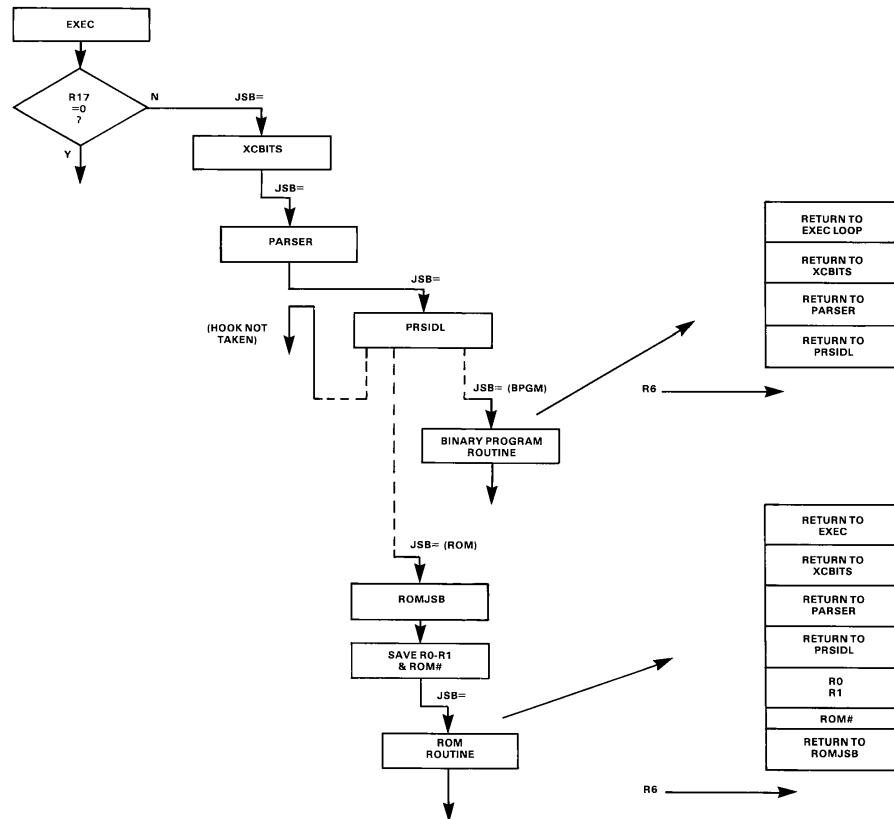 EXEC
R17
=0
?
N
Y
JSB=
XCBITS
JSB=
PARSER
JSB=
PRSIDL
(HOOK NOT
TAKEN)
JSB= (BPGM)
BINARY PROGRAM
ROUTINE
RETURN TO
EXEC LOOP
RETURN TO
XCBITS
RETURN TO
PARSER
RETURN TO
PRSIDL
R6
JSB= (ROM)
ROMJSB
SAVE R0-R1
& ROM#
JSB=
ROM
ROUTINE
RETURN TO
EXEC
RETURN TO
XCBITS
RETURN TO
PARSER
RETURN TO
PRSIDL
R0
R1
ROM#
RETURN TO
ROMJSB
R6